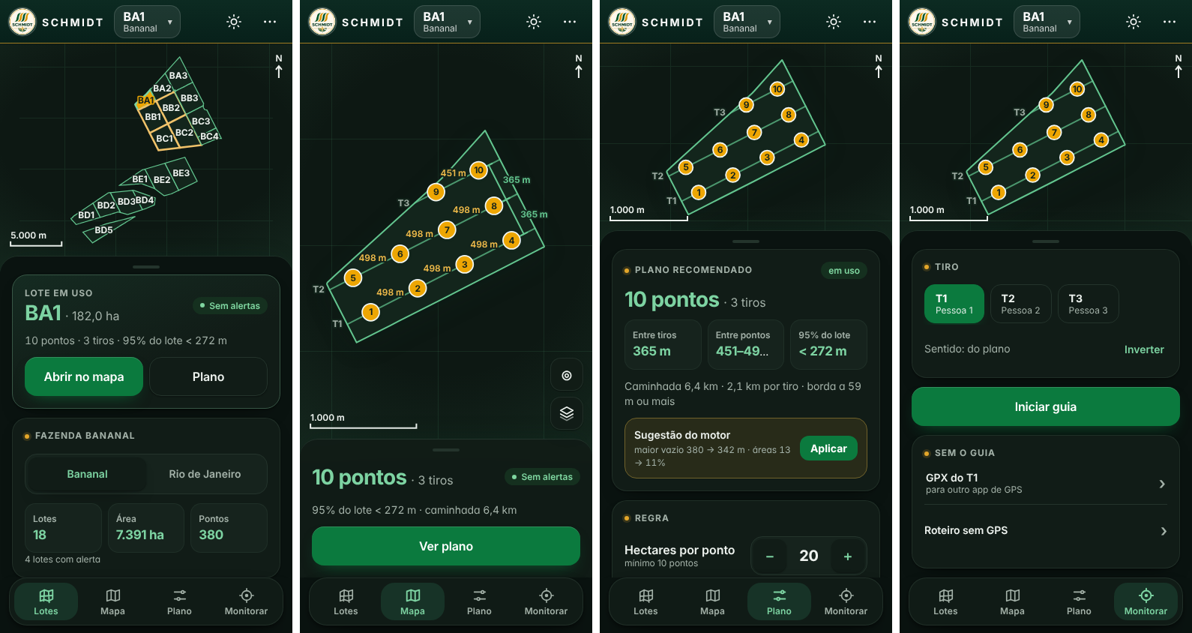 SCHMIDT SCHMIDT
BA1
Bananal
N
BA3
BA2
BA1
BB3
BB2
BB1
BC3
BC2
BC4
BC1
BE3
BE1
BE2
BD2
BD3
BD4
BD1
BD5
5.000 m
LOTE EM USO
BA1 · 182,0 ha
Sem alertas
10 pontos · 3 tiros · 95% do lote < 272 m
Abrir no mapa
Plano
FAZENDA BANANAL
Bananal
Rio de Janeiro
Lotes
18
Área
7.391 ha
Pontos
380
4 lotes com alerta
Lotes
Mapa
Plano
Monitorar
SCHMIDT SCHMIDT
BA1
Bananal
N
451 m
10
365 m
9
T3
498 m
8
365 m
7
498 m
4
498 m
6
498 m
3
5
T2
498 m
2
1
T1
1.000 m
10 pontos · 3 tiros
Sem alertas
95% do lote < 272 m · caminhada 6,4 km
Ver plano
Lotes
Mapa
Plano
Monitorar
SCHMIDT SCHMIDT
BA1
Bananal
N
10
9
T3
8
7
4
6
3
5
T2
2
1
T1
1.000 m
PLANO RECOMENDADO
em uso
10 pontos · 3 tiros
Entre tiros
365 m
Entre pontos
451–49...
95% do lote
< 272 m
Caminhada 6,4 km · 2,1 km por tiro · borda a 59
m ou mais
Sugestão do motor
maior vazio 380 → 342 m · áreas 13
→ 11%
Aplicar
REGRA
Hectares por ponto
mínimo 10 pontos
−
20
+
Lotes
Mapa
Plano
Monitorar
SCHMIDT SCHMIDT
BA1
Bananal
N
10
9
T3
8
7
4
6
3
5
T2
2
1
T1
1.000 m
TIRO
T1
Pessoa 1
T2
Pessoa 2
T3
Pessoa 3
Sentido: do plano
Inverter
Iniciar guia
SEM O GUIA
GPX do T1
para outro app de GPS
Roteiro sem GPS
Lotes
Mapa
Plano
Monitorar